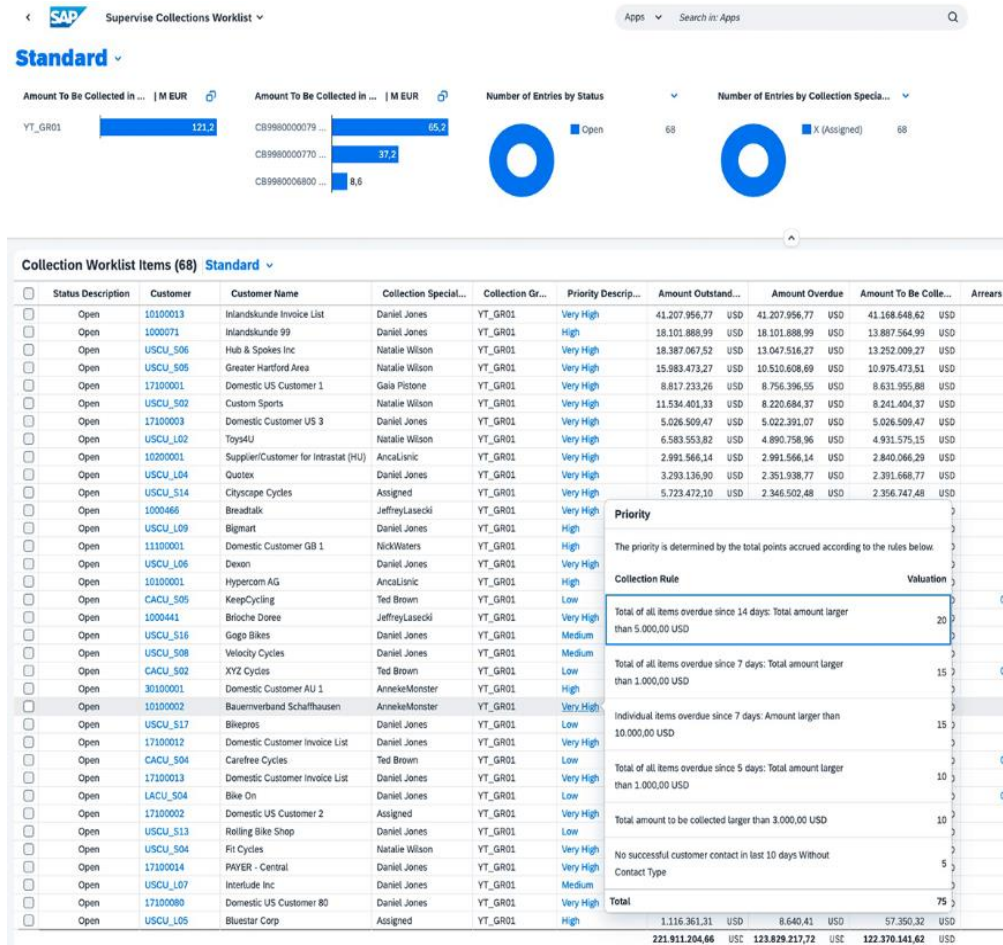 SAP Supervise Collections Worklist Apps Search in: Apps
Standard
Amount To Be Collected in ... | M EUR
YT_GR01 121,2
Amount To Be Collected in ... | M EUR
CB9980000079 ... 65,2
CB9980000770 ... 37,2
CB9980006800 ... 8,6
Number of Entries by Status
Open 68
Number of Entries by Collection Specia...
X (Assigned) 68
Collection Worklist Items (68) Standard
Status Description Customer Customer Name Collection Special... Collection Gr... Priority Descrip... Amount Outstand... Amount Overdue Amount To Be Colle... Arrears
Open 10100013 Inlandskunde Invoice List Daniel Jones YT_GR01 Very High 41.207.956,77 USD 41.207.956,77 USD 41.168.648,62 USD
Open 1000071 Inlandskunde 99 Daniel Jones YT_GR01 High 18.101.888,99 USD 18.101.888,99 USD 13.887.564,99 USD
Open USCU_S06 Hub & Spokes Inc Natalie Wilson YT_GR01 Very High 18.387.067,52 USD 13.047.516,27 USD 13.252.009,27 USD
Open USCU_S05 Greater Hartford Area Natalie Wilson YT_GR01 Very High 15.983.473,27 USD 10.510.608,69 USD 10.975.473,51 USD
Open 17100001 Domestic US Customer 1 Gaia Pistone YT_GR01 Very High 8.817.233,26 USD 8.756.396,55 USD 8.631.955,88 USD
Open USCU_S02 Custom Sports Natalie Wilson YT_GR01 Very High 11.534.401,33 USD 8.220.684,37 USD 8.241.404,37 USD
Open 17100003 Domestic Customer US 3 Daniel Jones YT_GR01 Very High 5.026.509,47 USD 5.022.391,07 USD 5.026.509,47 USD
Open USCU_L02 Toys4U Natalie Wilson YT_GR01 Very High 6.583.553,82 USD 4.890.758,96 USD 4.931.575,15 USD
Open 10200001 Supplier/Customer for Intrastat (HU) AncaLisnic YT_GR01 Very High 2.991.566,14 USD 2.991.566,14 USD 2.840.066,29 USD
Open USCU_L04 Quotex Daniel Jones YT_GR01 Very High 3.293.136,90 USD 2.351.938,77 USD 2.391.668,77 USD
Open USCU_S14 Cityscape Cycles Assigned YT_GR01 Very High 5.723.472,10 USD 2.346.502,48 USD 2.356.747,48 USD
Open 1000466 Breadtalk JeffreyLasecki YT_GR01 Very High
Open USCU_L09 Bigmart Daniel Jones YT_GR01 High
Open 11100001 Domestic Customer GB 1 NickWaters YT_GR01 High
Open USCU_L06 Dexon Daniel Jones YT_GR01 Very High
Open 10100001 Hypercom AG AncaLisnic YT_GR01 High
Open CACU_S05 KeepCycling Ted Brown YT_GR01 Low
Open 1000441 Brioche Doree JeffreyLasecki YT_GR01 Very High
Open USCU_S16 Gogo Bikes Daniel Jones YT_GR01 Medium
Open USCU_S08 Velocity Cycles Daniel Jones YT_GR01 Medium
Open CACU_S02 XYZ Cycles Ted Brown YT_GR01 Low
Open 30100001 Domestic Customer AU 1 AnnekeMonster YT_GR01 High
Open 10100002 Bauernverband Schaffhausen AnnekeMonster YT_GR01 Very High
Open USCU_S17 Bikepros Daniel Jones YT_GR01 Low
Open 17100012 Domestic Customer Invoice List Daniel Jones YT_GR01 Very High
Open CACU_S04 Carefree Cycles Ted Brown YT_GR01 Low
Open 17100013 Domestic Customer Invoice List Daniel Jones YT_GR01 Very High
Open LACU_S04 Bike On Daniel Jones YT_GR01 Low
Open 17100002 Domestic US Customer 2 Assigned YT_GR01 Very High
Open USCU_S13 Rolling Bike Shop Daniel Jones YT_GR01 Low
Open USCU_S04 Fit Cycles Natalie Wilson YT_GR01 Very High
Open 17100014 PAYER - Central Daniel Jones YT_GR01 Very High
Open USCU_L07 Interlude Inc Daniel Jones YT_GR01 Medium
Open 17100080 Domestic US Customer 80 Daniel Jones YT_GR01 Very High
Open USCU_L05 Bluestar Corp Assigned YT_GR01 High 1.116.361,31 USD 8.640,41 USD 57.350,32 USD
221.911.204,66 USD 123.829.217,72 USD 122.370.141,62 USD
Priority
The priority is determined by the total points accrued according to the rules below.
Collection Rule Valuation
Total of all items overdue since 14 days: Total amount larger
than 5.000,00 USD 20
Total of all items overdue since 7 days: Total amount larger
than 1.000,00 USD 15
Individual items overdue since 7 days: Amount larger than
10.000,00 USD 15
Total of all items overdue since 5 days: Total amount larger
than 1.000,00 USD 10
Total amount to be collected larger than 3.000,00 USD 10
No successful customer contact in last 10 days Without
Contact Type 5
Total 75